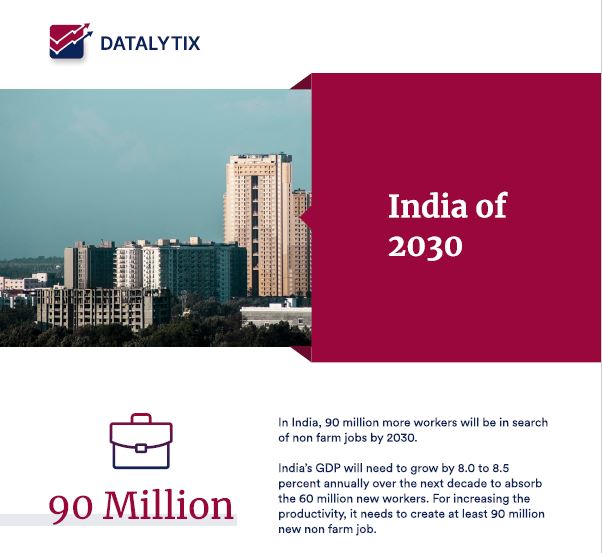 DATALYTIX
India of
2030
90 Million
In India, 90 million more workers will be in search
of non farm jobs by 2030.
India's GDP will need to grow by 8.0 to 8.5
percent annually over the next decade to absorb
the 60 million new workers. For increasing the
productivity, it needs to create at least 90 million
new non farm job.